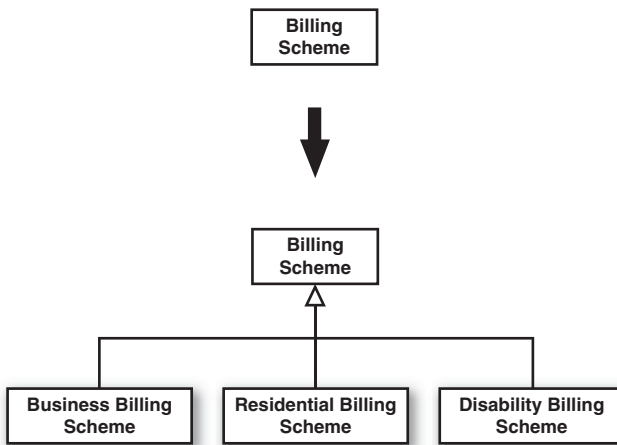 Billing
Scheme
Billing
Scheme
Business Billing
Scheme
Residential Billing
Scheme
Disability Billing
Scheme